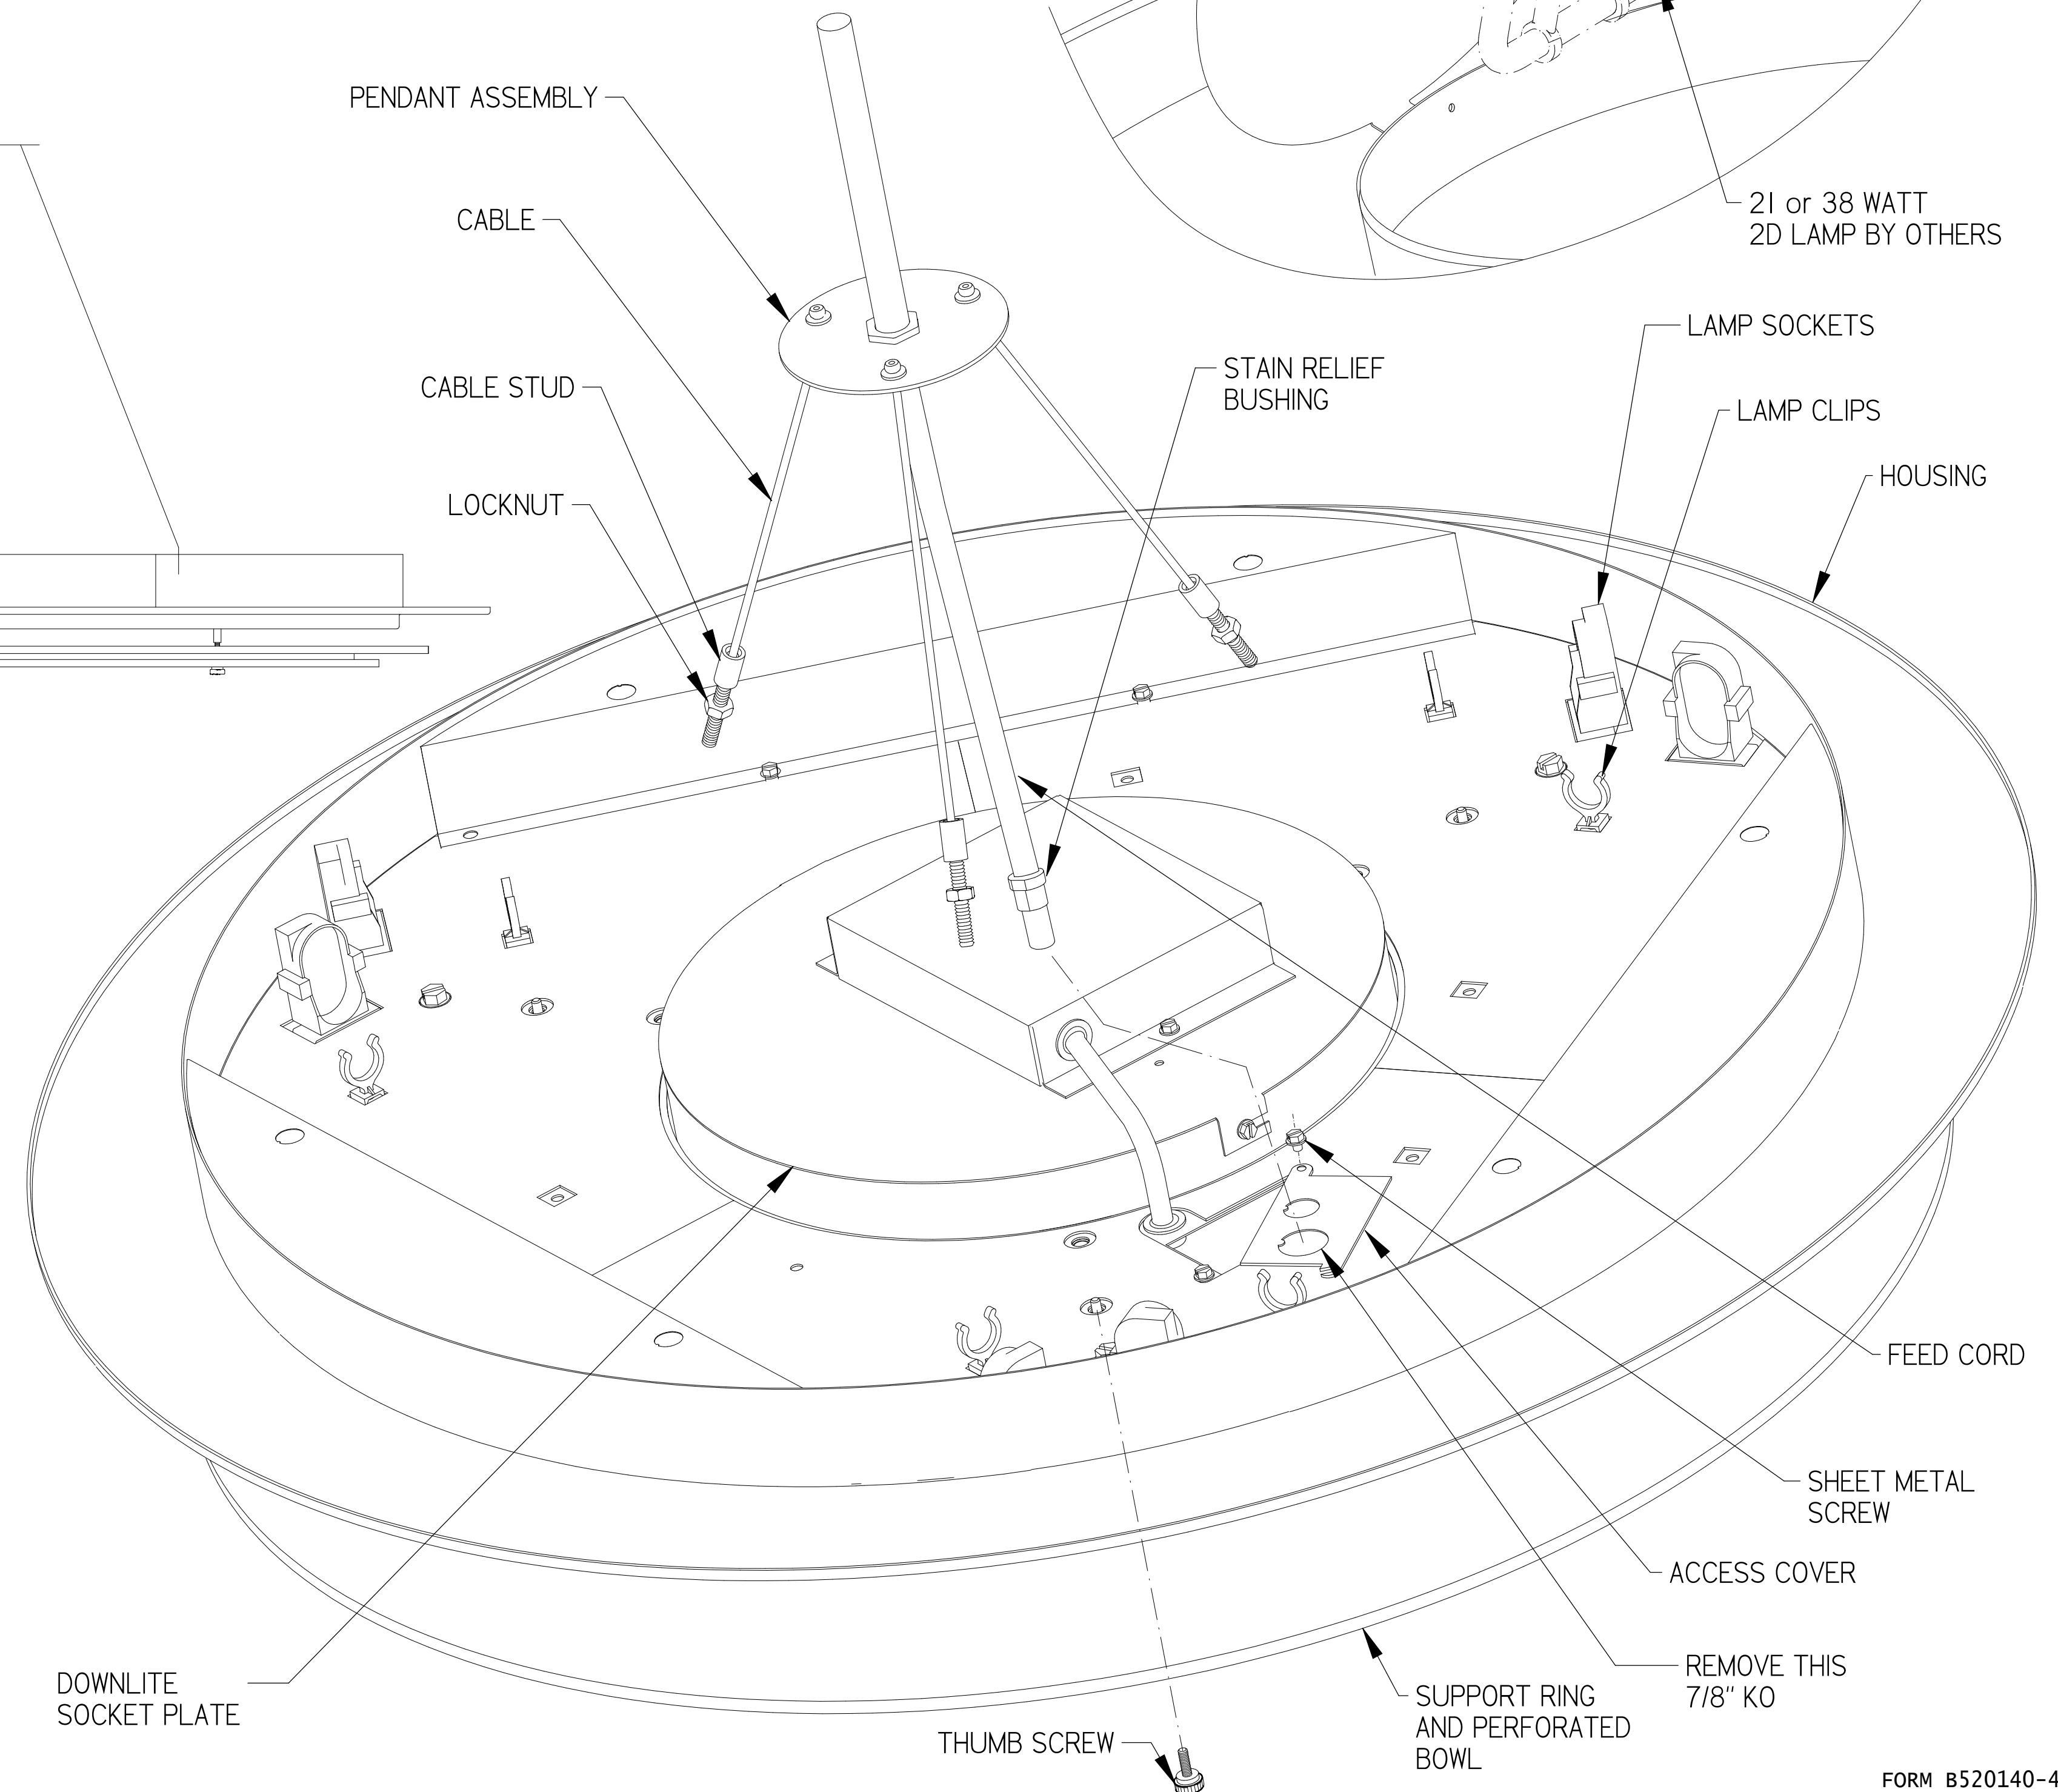 PENDANT ASSEMBLY
CABLE
21 or 38 WATT
2D LAMP BY OTHERS
LAMP SOCKETS
STAIN RELIEF
BUSHING
CABLE STUD
LAMP CLIPS
HOUSING
LOCKNUT
FEED CORD
SHEET METAL
SCREW
ACCESS COVER
REMOVE THIS
7/8" KO
DOWNLITE
SOCKET PLATE
SUPPORT RING
AND PERFORATED
BOWL
THUMB SCREW
FORM B520140-4